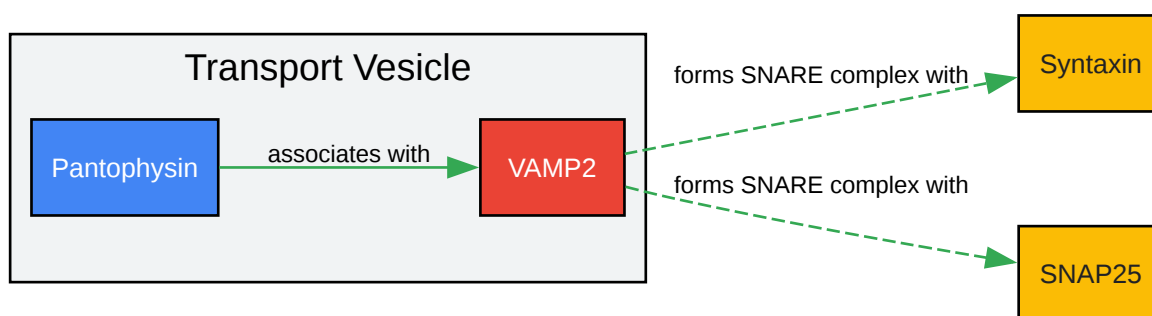 Transport Vesicle
Pantophysin
associates with
VAMP2
forms SNARE complex with
Syntaxin
forms SNARE complex with
SNAP25